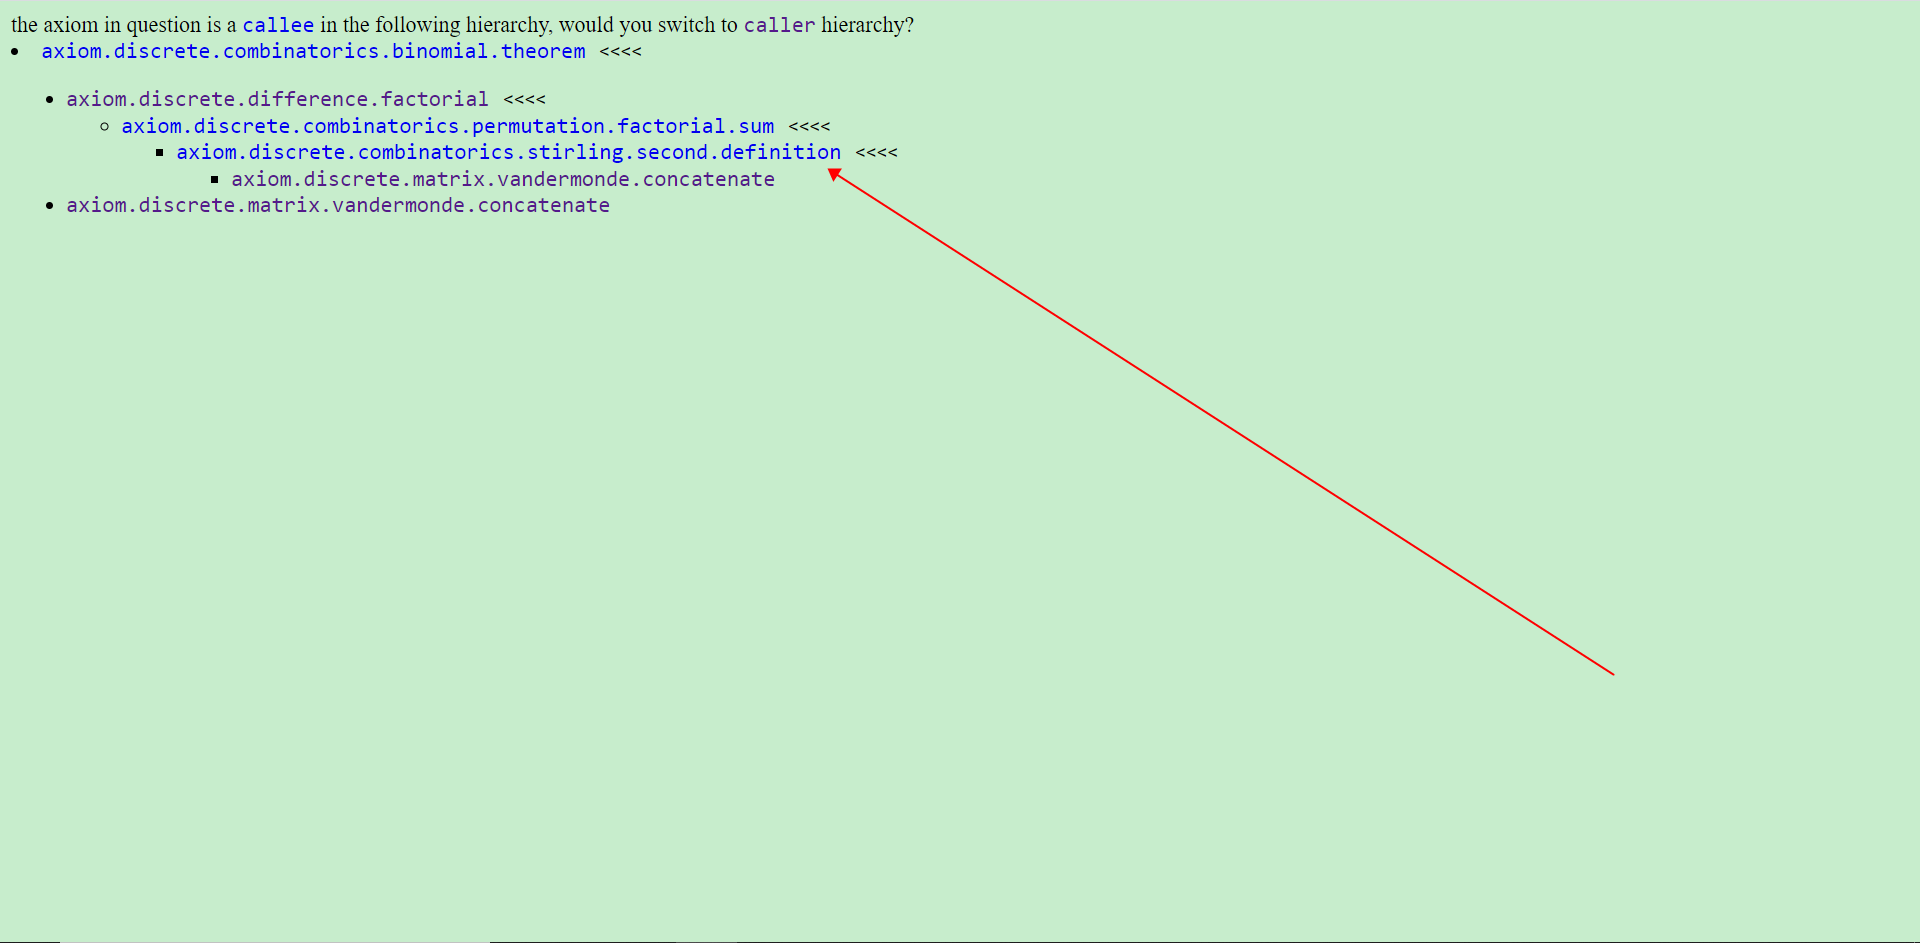 the axiom in question is a callee in the following hierarchy, would you switch to caller hierarchy?
axiom.discrete.combinatorics.binomial.theorem <<<<
axiom.discrete.difference.factorial <<<<
axiom.discrete.combinatorics.permutation.factorial.sum <<<<
axiom.discrete.combinatorics.stirling.second.definition <<<<
axiom.discrete.matrix.vandermonde.concatenate
axiom.discrete.matrix.vandermonde.concatenate